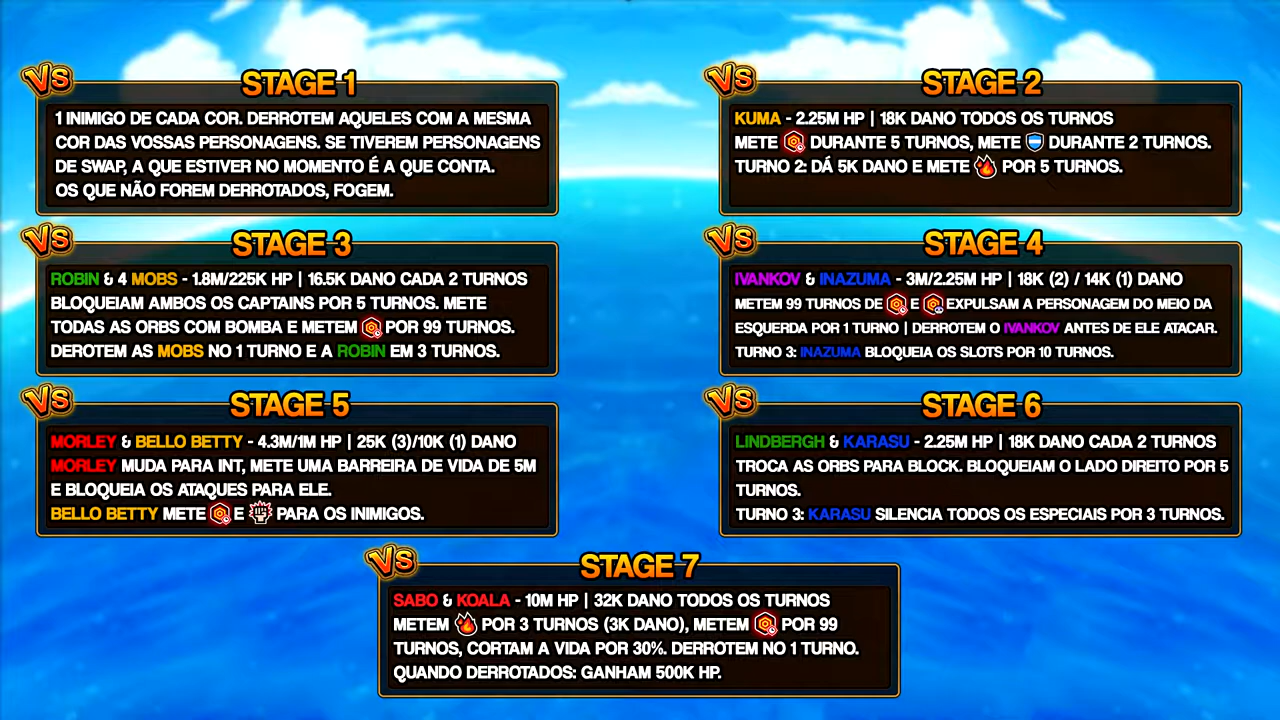 VS STAGE 1
1 INIMIGO DE CADA COR. DERROTEM AQUELES COM A MESMA
COR DAS VOSSAS PERSONAGENS. SE TIVEREM PERSONAGENS
DE SWAP, A QUE ESTIVER NO MOMENTO É A QUE CONTA.
OS QUE NÃO FOREM DERROTADOS, FOGEM.
VS STAGE 2
KUMA - 2.25M HP | 18K DANO TODOS OS TURNOS
METE DURANTE 5 TURNOS, METE DURANTE 2 TURNOS.
TURNO 2: DÁ 5K DANO E METE POR 5 TURNOS.
VS STAGE 3
ROBIN & 4 MOBS - 1.8M/225K HP | 16.5K DANO CADA 2 TURNOS
BLOQUEIAM AMBOS OS CAPTAINS POR 5 TURNOS. METE
TODAS AS ORBS COM BOMBA E METEM POR 99 TURNOS.
DEROTEM AS MOBS NO 1 TURNO E A ROBIN EM 3 TURNOS.
VS STAGE 4
IVANKOV & INAZUMA - 3M/2.25M HP | 18K (2) / 14K (1) DANO
METEM 99 TURNOS DE E EXPULSAM A PERSONAGEM DO MEIO DA
ESQUERDA POR 1 TURNO | DERROTEM O IVANKOV ANTES DE ELE ATACAR.
TURNO 3: INAZUMA BLOQUEIA OS SLOTS POR 10 TURNOS.
VS STAGE 5
MORLEY & BELLO BETTY - 4.3M/1M HP | 25K (3)/10K (1) DANO
MORLEY MUDA PARA INT, METE UMA BARREIRA DE VIDA DE 5M
E BLOQUEIA OS ATAQUES PARA ELE.
BELLO BETTY METE E PARA OS INIMIGOS.
VS STAGE 6
LINDBERGH & KARASU - 2.25M HP | 18K DANO CADA 2 TURNOS
TROCA AS ORBS PARA BLOCK. BLOQUEIAM O LADO DIREITO POR 5
TURNOS.
TURNO 3: KARASU SILENCIA TODOS OS ESPECIAIS POR 3 TURNOS.
VS STAGE 7
SABO & KOALA - 10M HP | 32K DANO TODOS OS TURNOS
METEM POR 3 TURNOS (3K DANO), METEM POR 99
TURNOS, CORTAM A VIDA POR 30%. DERROTEM NO 1 TURNO.
QUANDO DERROTADOS: GANHAM 500K HP.